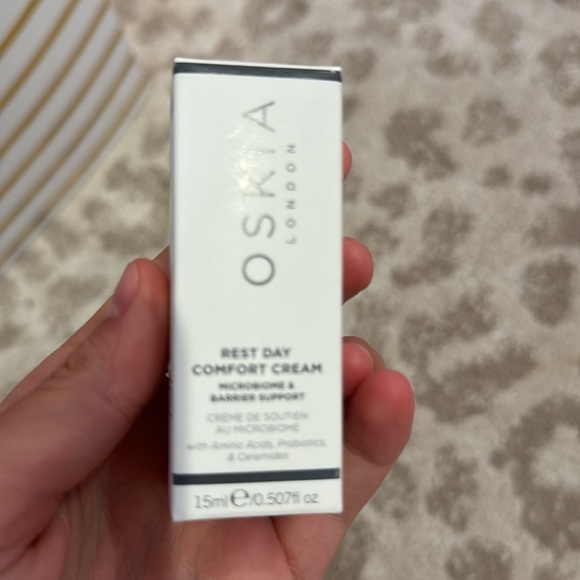 OSKIA
LONDON
REST DAY
COMFORT CREAM
MICROBIOME &
BARRIER SUPPORT
CRÈME DE SOUTIEN
AU MICROBIOME
with Amino Acids, Probiotics,
& Ceramides
15ml℮/0.507fl oz